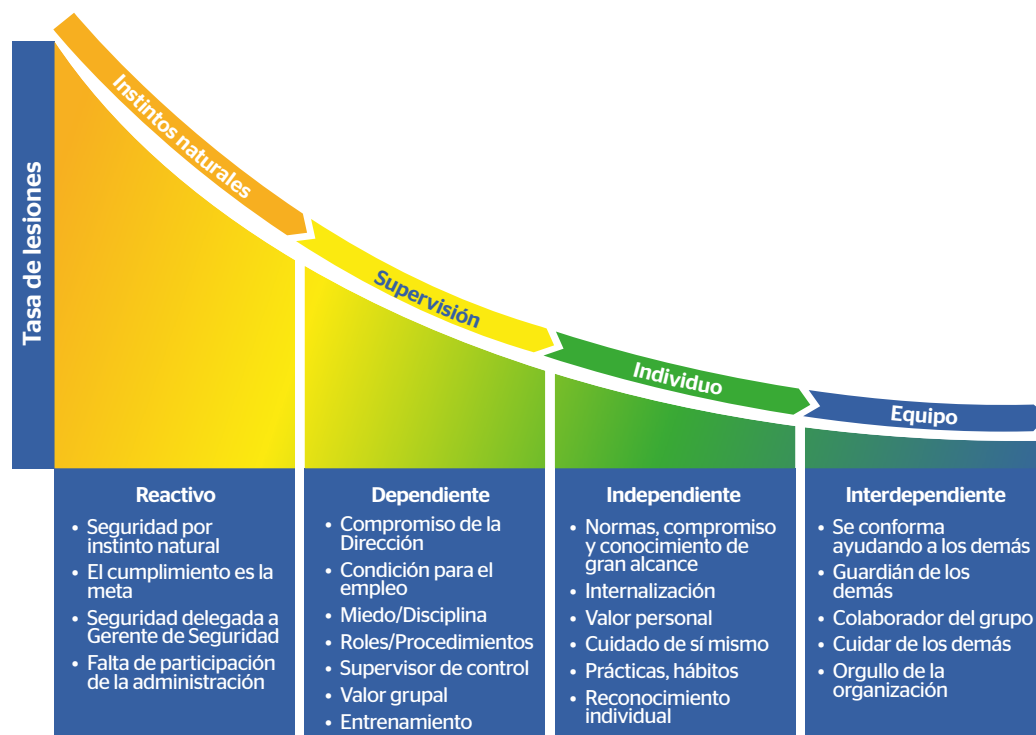 Tasa de lesiones
Instintos naturales
Supervisión
Individuo
Equipo
Reactivo
• Seguridad por
instinto natural
• El cumplimiento es la
meta
• Seguridad delegada a
Gerente de Seguridad
• Falta de participación
de la administración
Dependiente
• Compromiso de la
Dirección
• Condición para el
empleo
• Miedo/Disciplina
• Roles/Procedimientos
• Supervisor de control
• Valor grupal
• Entrenamiento
Independiente
• Normas, compromiso
y conocimiento de
gran alcance
• Internalización
• Valor personal
• Cuidado de sí mismo
• Prácticas, hábitos
• Reconocimiento
individual
Interdependiente
• Se conforma
ayudando a los demás
• Guardián de los
demás
• Colaborador del grupo
• Cuidar de los demás
• Orgullo de la
organización